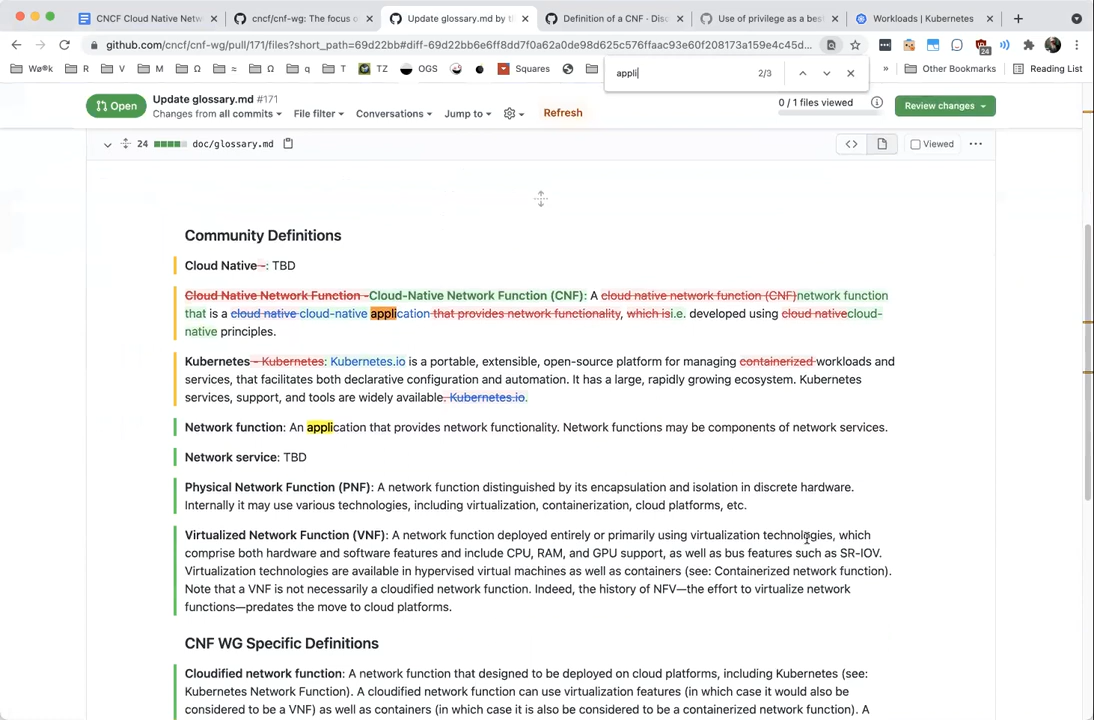 CNCF Cloud Native Netw
cncf/cnf-wg: The focus o
Update glossary.md by th
Definition of a CNF · Disc
Use of privilege as a best
Workloads | Kubernetes
github.com/cncf/cnf-wg/pull/171/files?short_path=69d22bb#diff-69d22bb6e6ff8dd7f0a62a0de98d625c576ffaac93e60f208173a159e4c45d...
24
Wø®k
R
V
M
Ω
≈
Ω
q
T
TZ
OGS
Squares
»
Other Bookmarks
Reading List
appli
2/3
Open
Update glossary.md #171
Changes from all commits
File filter
Conversations
Jump to
Refresh
0 / 1 files viewed
Review changes
24 doc/glossary.md
Viewed
Community Definitions
Cloud Native -: TBD
Cloud Native Network Function -Cloud-Native Network Function (CNF): A cloud native network function (CNF)network function
that is a cloud native cloud-native application that provides network functionality, which isi.e. developed using cloud nativecloud-
native principles.
Kubernetes - Kubernetes: Kubernetes.io is a portable, extensible, open-source platform for managing containerized workloads and
services, that facilitates both declarative configuration and automation. It has a large, rapidly growing ecosystem. Kubernetes
services, support, and tools are widely available. Kubernetes.io.
Network function: An application that provides network functionality. Network functions may be components of network services.
Network service: TBD
Physical Network Function (PNF): A network function distinguished by its encapsulation and isolation in discrete hardware.
Internally it may use various technologies, including virtualization, containerization, cloud platforms, etc.
Virtualized Network Function (VNF): A network function deployed entirely or primarily using virtualization technologies, which
comprise both hardware and software features and include CPU, RAM, and GPU support, as well as bus features such as SR-IOV.
Virtualization technologies are available in hypervised virtual machines as well as containers (see: Containerized network function).
Note that a VNF is not necessarily a cloudified network function. Indeed, the history of NFV—the effort to virtualize network
functions—predates the move to cloud platforms.
CNF WG Specific Definitions
Cloudified network function: A network function that designed to be deployed on cloud platforms, including Kubernetes (see:
Kubernetes Network Function). A cloudified network function can use virtualization features (in which case it would also be
considered to be a VNF) as well as containers (in which case it is also be considered to be a containerized network function). A